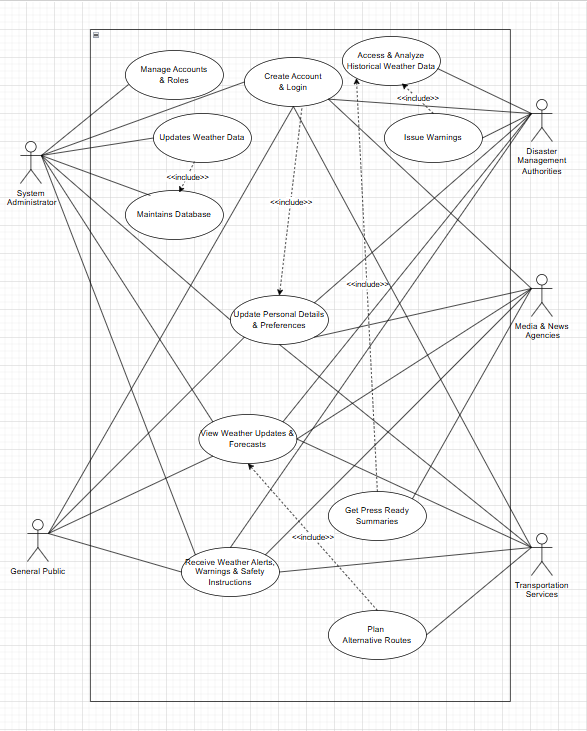 Access & Analyze
Historical Weather Data
Manage Accounts
& Roles
Create Account
& Login
<<include>>
Updates Weather Data
Issue Warnings
Disaster
Management
Authorities
<<include>>
System
Administrator
<<include>>
Maintains Database
<<include>>
Update Personal Details
& Preferences
Media & News
Agencies
View Weather Updates &
Forecasts
Get Press Ready
Summaries
<<include>>
General Public
Receive Weather Alerts,
Warnings & Safety
Instructions
Transportation
Services
Plan
Alternative Routes